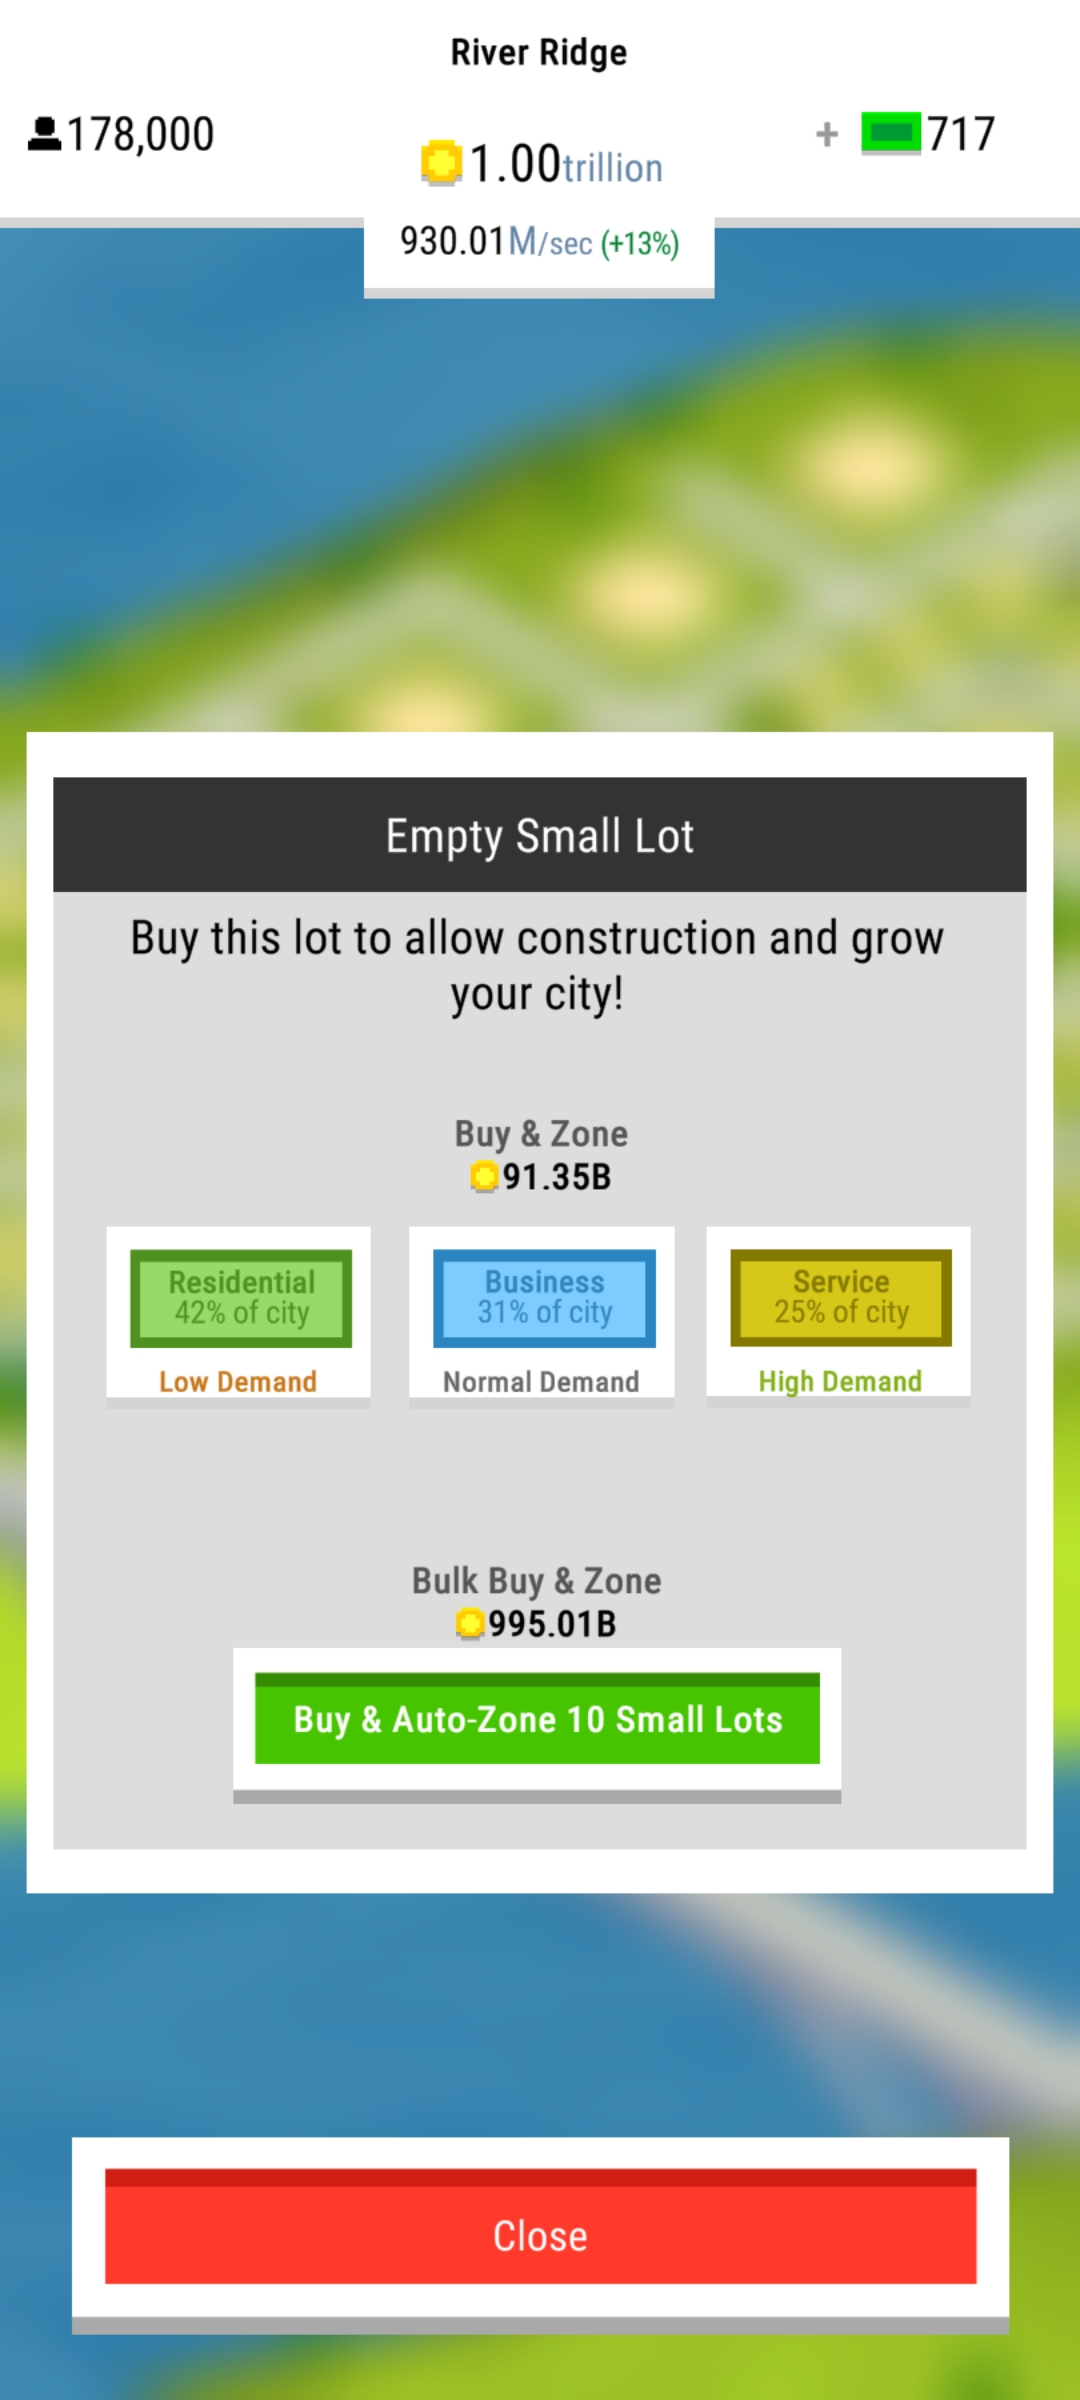 River Ridge
178,000
+ 717
1.00trillion
930.01M/sec (+13%)
Empty Small Lot
Buy this lot to allow construction and grow
your city!
Buy & Zone
91.35B
Residential
42% of city
Low Demand
Business
31% of city
Normal Demand
Service
25% of city
High Demand
Bulk Buy & Zone
995.01B
Buy & Auto-Zone 10 Small Lots
Close